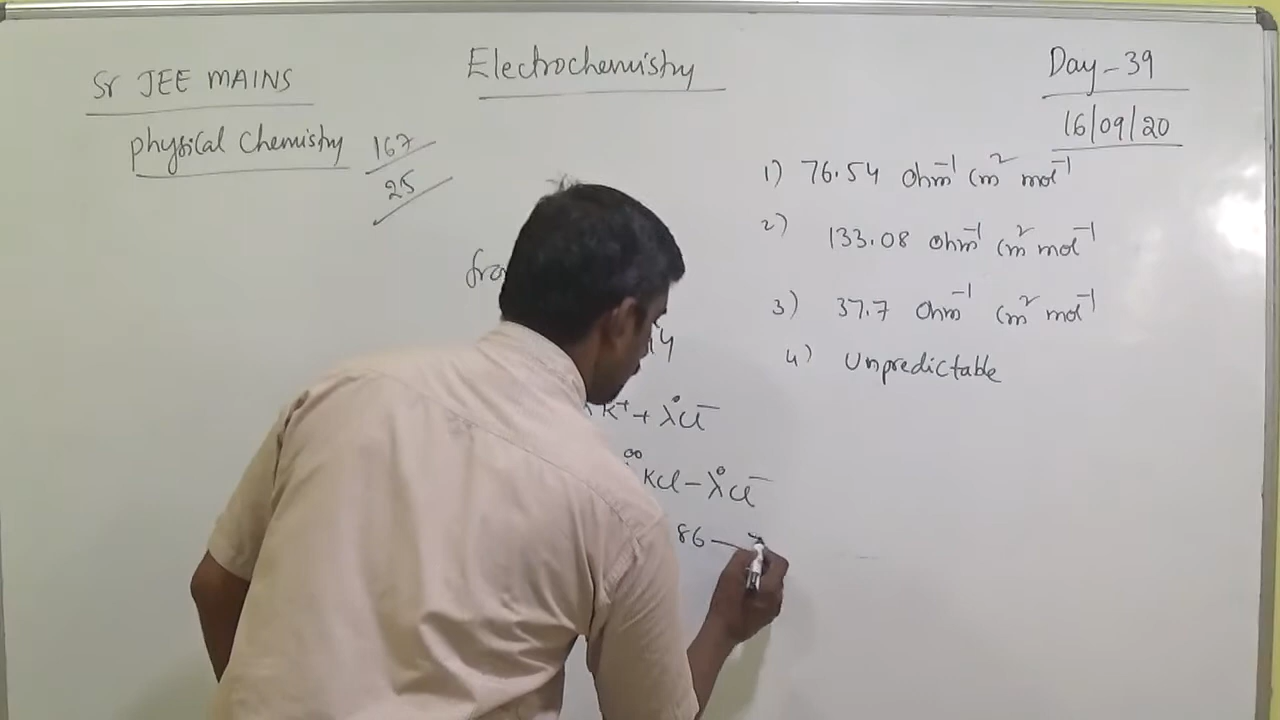 Sr JEE MAINS
Electrochemistry
Day-39
16/09/20
physical Chemistry
167
25
1) 76.54 Ohm⁻¹ Cm² mol⁻¹
2) 133.08 Ohm⁻¹ Cm² mol⁻¹
3) 37.7 Ohm⁻¹ Cm² mol⁻¹
4) Unpredictable
K⁺ + λ°Cl⁻
KCl - λ°Cl⁻
86 -